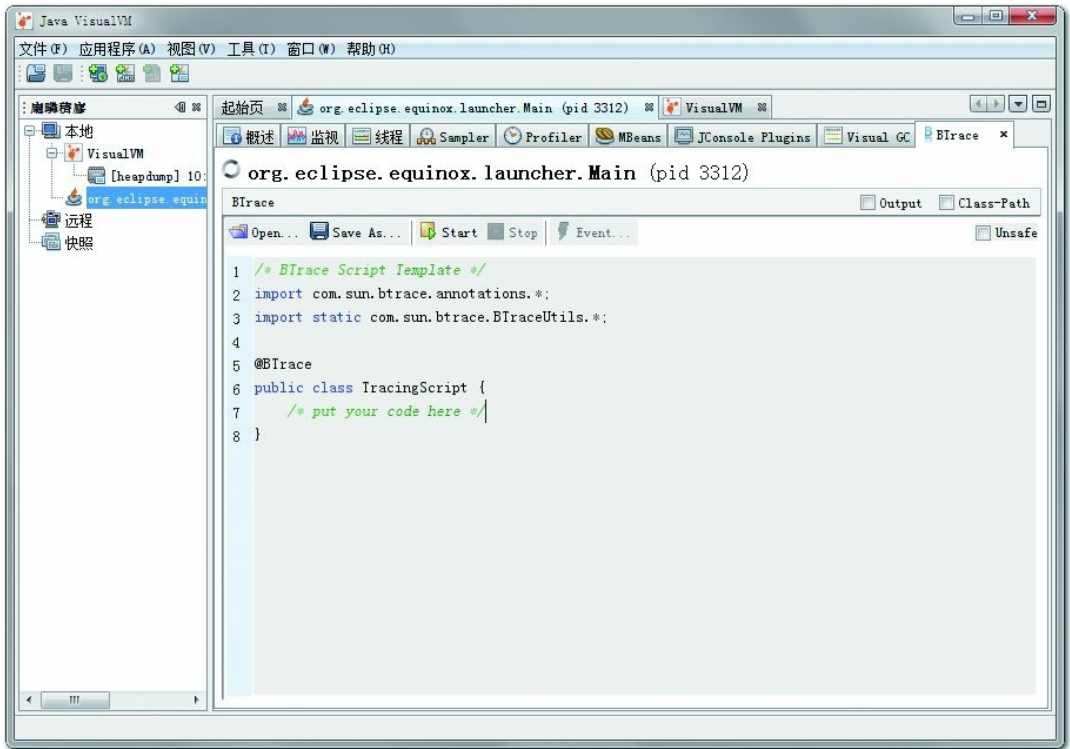 Java VisualVM
文件(F) 应用程序(A) 视图(V) 工具(T) 窗口(W) 帮助(H)
起始页 org.eclipse.equinox.launcher.Main (pid 3312) VisualVM
本地
VisualVM
[heapdump] 10:
org.eclipse.equin
远程
快照
概述 监视 线程 Sampler Profiler MBeans JConsole Plugins Visual GC BTrace
org.eclipse.equinox.launcher.Main (pid 3312)
BTrace Output Class-Path
Open... Save As... Start Stop Event... Unsafe
1 /* BTrace Script Template */
2 import com.sun.btrace.annotations.*;
3 import static com.sun.btrace.BTraceUtils.*;
4
5 @BTrace
6 public class TracingScript {
7 /* put your code here */
8 }